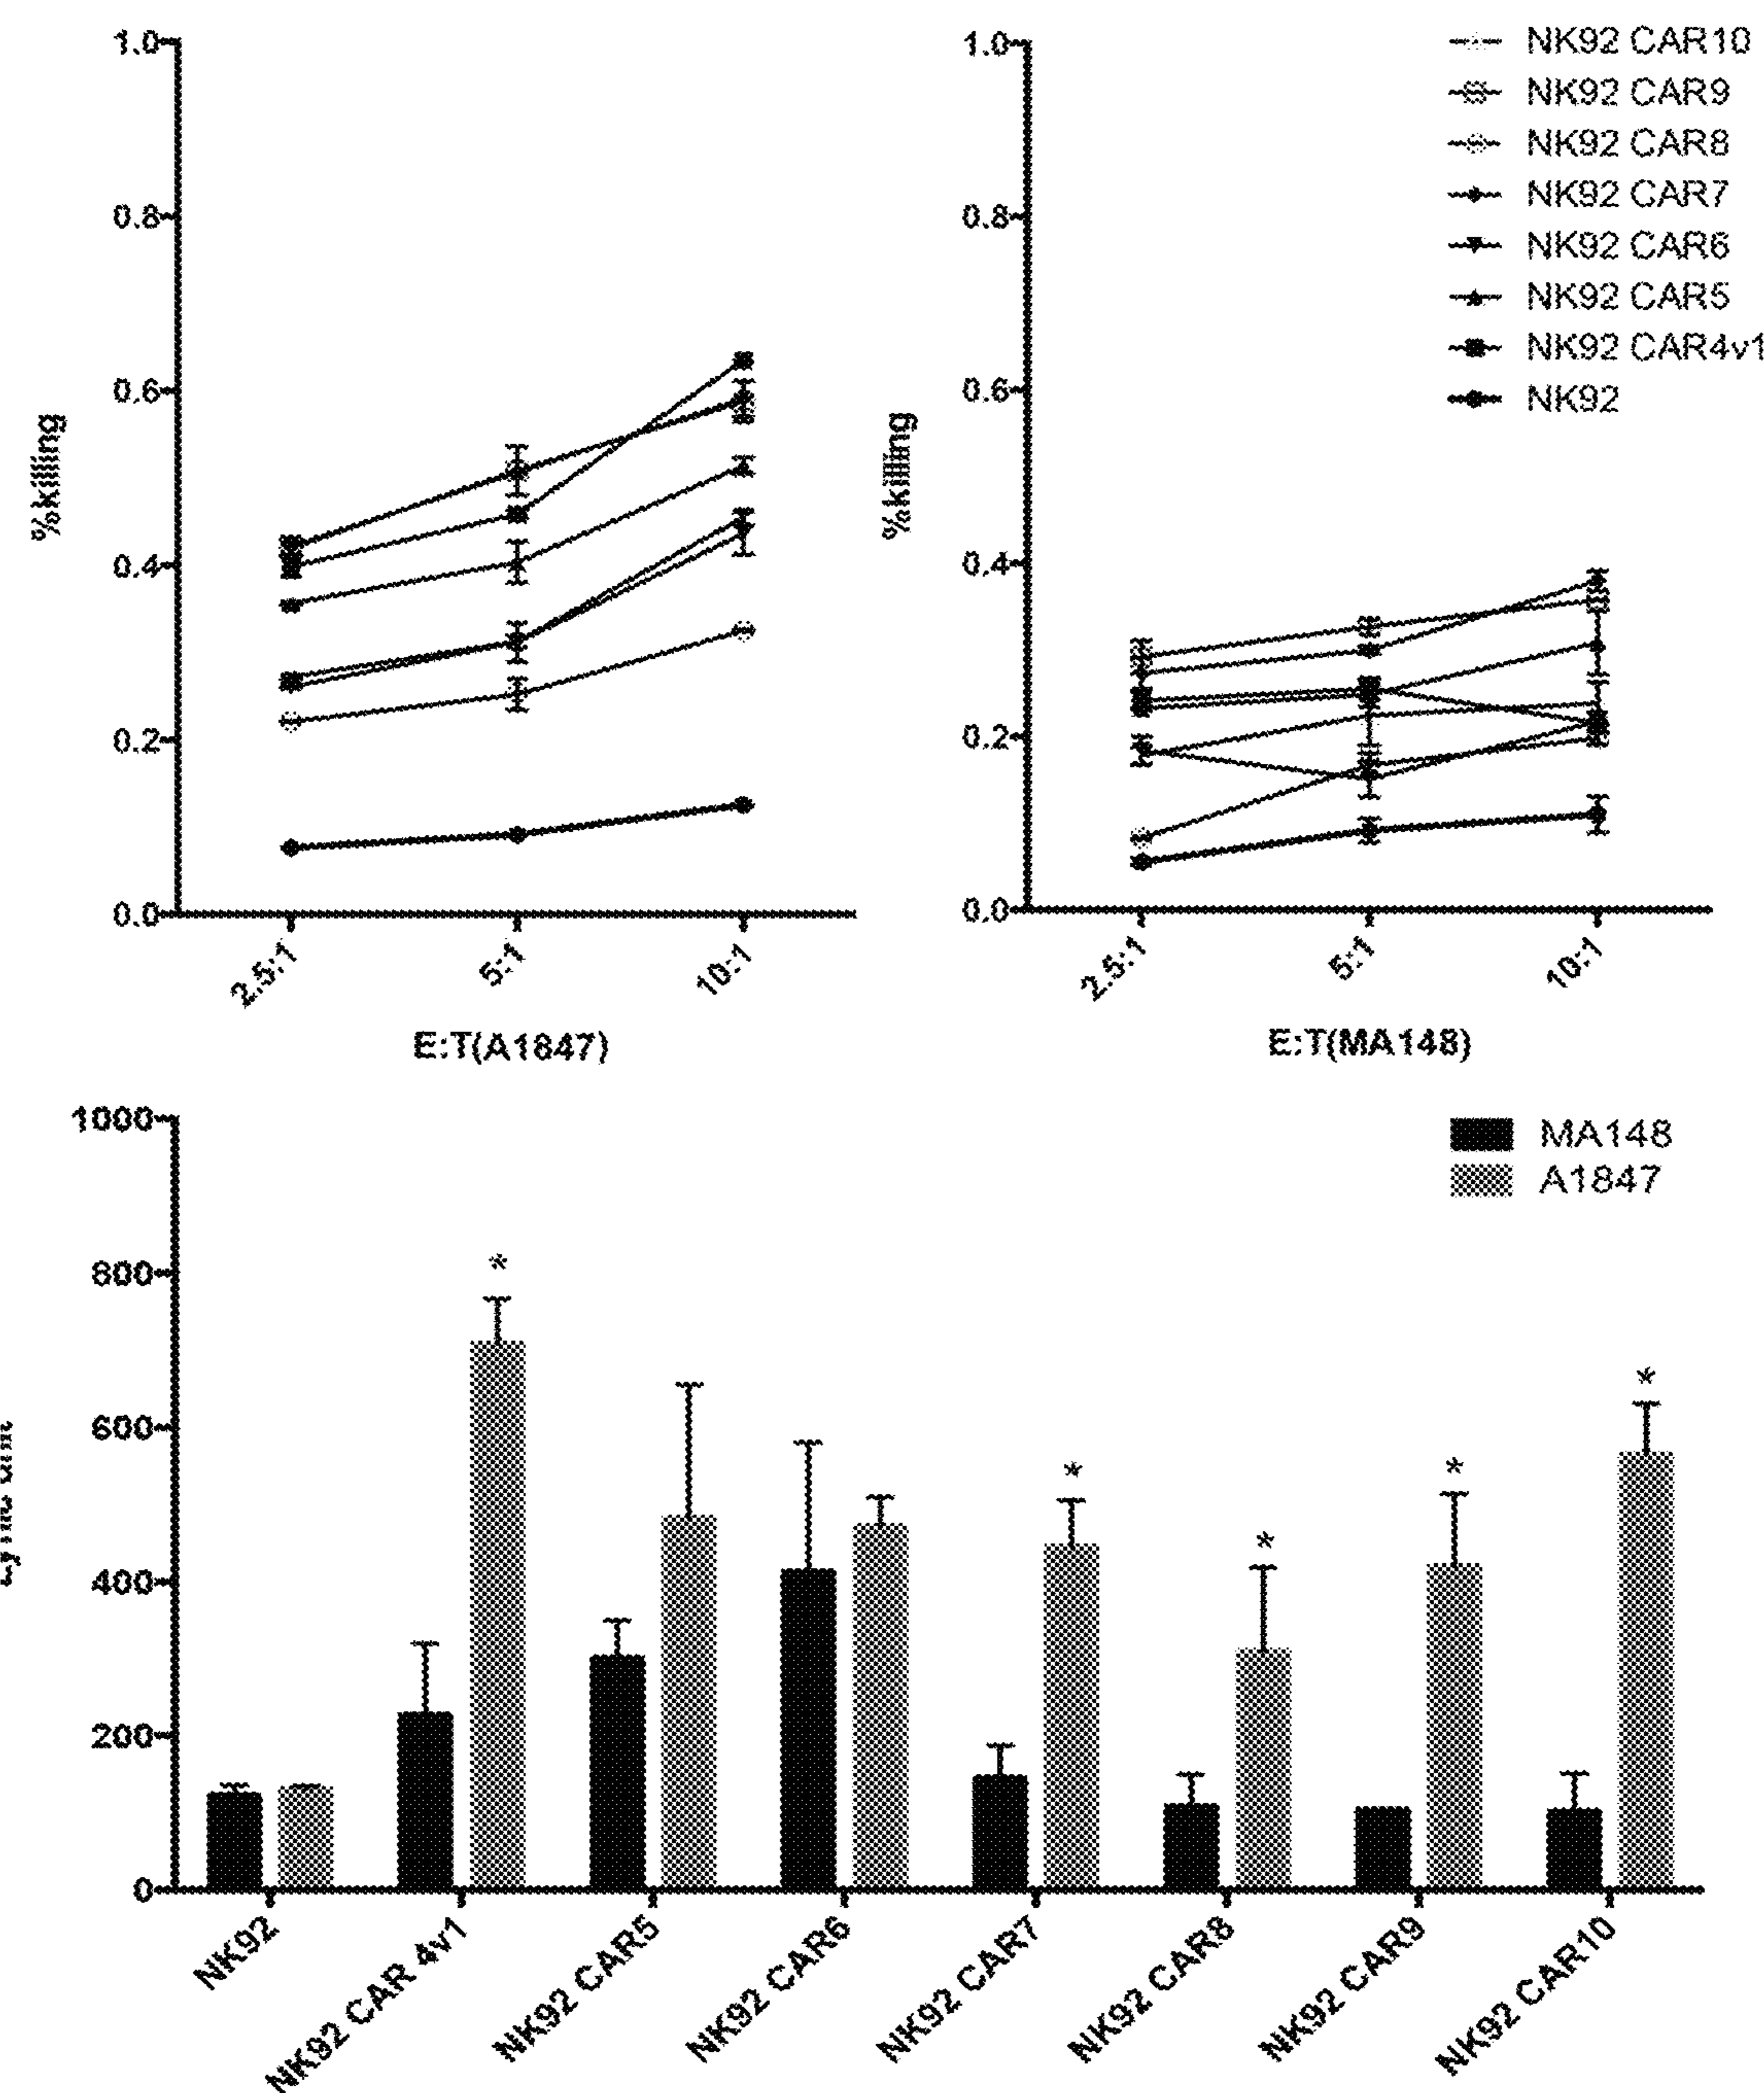 1.0
0.8
0.6
0.4
0.2
0.0
%killing
2.5:1
5:1
10:1
E:T(A1847)
1.0
0.8
0.6
0.4
0.2
0.0
%killing
2.5:1
5:1
10:1
E:T(MA148)
NK92 CAR10
NK92 CAR9
NK92 CAR8
NK92 CAR7
NK92 CAR6
NK92 CAR5
NK92 CAR4v1
NK92
1000
800
600
400
200
0
MA148
A1847
*
*
*
*
*
NK92
NK92 CAR 4v1
NK92 CAR5
NK92 CAR6
NK92 CAR7
NK92 CAR8
NK92 CAR9
NK92 CAR10